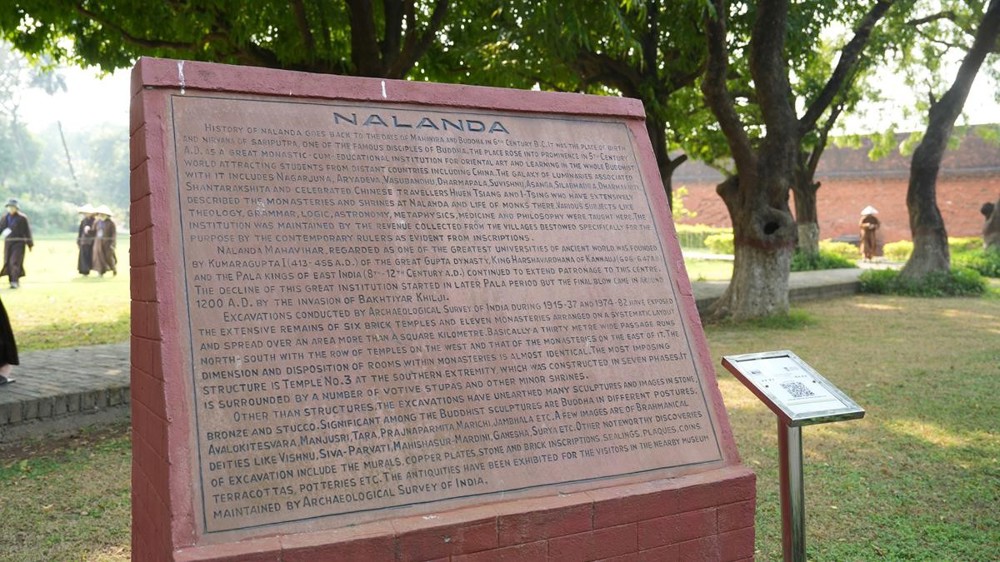 NALANDA
HISTORY OF NALANDA GOES BACK TO THE DAYS OF MAHAVIRA AND BUDDHA IN 6TH CENTURY B.C. IT WAS THE PLACE OF BIRTH
AND NIRVANA OF SARIPUTRA, ONE OF THE FAMOUS DISCIPLES OF BUDDHA. THE PLACE ROSE INTO PROMINENCE IN 5TH CENTURY
A.D. AS A GREAT MONASTIC-CUM-EDUCATIONAL INSTITUTION FOR ORIENTAL ART AND LEARNING IN THE WHOLE BUDDHIST
WORLD ATTRACTING STUDENTS FROM DISTANT COUNTRIES INCLUDING CHINA. THE GALAXY OF LUMINARIES ASSOCIATED
WITH IT INCLUDES NAGARJUNA, ARYADEVA, VASUBANDHU, DHARMAPALA, SUVISHNU, ASANGA, SILABHADRA, DHARMAKIRTI,
SHANTARAKSHITA AND CELEBRATED CHINESE TRAVELLERS HIUEN TSIANG AND I-TSING WHO HAVE EXTENSIVELY
DESCRIBED THE MONASTERIES AND SHRINES AT NALANDA AND LIFE OF MONKS THERE. VARIOUS SUBJECTS LIKE
THEOLOGY, GRAMMAR, LOGIC, ASTRONOMY, METAPHYSICS, MEDICINE AND PHILOSOPHY WERE TAUGHT HERE. THE
INSTITUTION WAS MAINTAINED BY THE REVENUE COLLECTED FROM THE VILLAGES BESTOWED SPECIFICALLY FOR THE
PURPOSE BY THE CONTEMPORARY RULERS AS EVIDENT FROM INSCRIPTIONS.
NALANDA MAHAVIHAR, REGARDED AS ONE OF THE GREATEST UNIVERSITIES OF ANCIENT WORLD WAS FOUNDED
BY KUMARAGUPTA I (413-455 A.D.) OF THE GREAT GUPTA DYNASTY, KING HARSHAVARDHANA OF KANNAUJ (606-647 A.D.)
AND THE PALA KINGS OF EAST INDIA (8TH-12TH CENTURY A.D.) CONTINUED TO EXTEND PATRONAGE TO THIS CENTRE.
THE DECLINE OF THIS GREAT INSTITUTION STARTED IN LATER PALA PERIOD BUT THE FINAL BLOW CAME IN AROUND
1200 A.D. BY THE INVASION OF BAKHTIYAR KHILJI.
EXCAVATIONS CONDUCTED BY ARCHAEOLOGICAL SURVEY OF INDIA DURING 1915-37 AND 1974-82 HAVE EXPOSED
THE EXTENSIVE REMAINS OF SIX BRICK TEMPLES AND ELEVEN MONASTERIES ARRANGED ON A SYSTEMATIC LAYOUT
AND SPREAD OVER AN AREA MORE THAN A SQUARE KILOMETRE. BASICALLY A THIRTY METRE WIDE PASSAGE RUNS
NORTH-SOUTH WITH THE ROW OF TEMPLES ON THE WEST AND THAT OF THE MONASTERIES ON THE EAST OF IT. THE
DIMENSION AND DISPOSITION OF ROOMS WITHIN MONASTERIES IS ALMOST IDENTICAL. THE MOST IMPOSING
STRUCTURE IS TEMPLE NO.3 AT THE SOUTHERN EXTREMITY, WHICH WAS CONSTRUCTED IN SEVEN PHASES. IT
IS SURROUNDED BY A NUMBER OF VOTIVE STUPAS AND OTHER MINOR SHRINES.
OTHER THAN STRUCTURES, THE EXCAVATIONS HAVE UNEARTHED MANY SCULPTURES AND IMAGES IN STONE,
BRONZE AND STUCCO. SIGNIFICANT AMONG THE BUDDHIST SCULPTURES ARE BUDDHA IN DIFFERENT POSTURES,
AVALOKITESVARA, MANJUSRI, TARA, PRAJNAPARMITA, MARICHI, JAMBHALA ETC. A FEW IMAGES ARE OF BRAHMANICAL
DEITIES LIKE VISHNU, SIVA-PARVATI, MAHISHASUR-MARDINI, GANESHA, SURYA ETC. OTHER NOTEWORTHY DISCOVERIES
OF EXCAVATION INCLUDE THE MURALS, COPPER PLATES, STONE AND BRICK INSCRIPTIONS, SEALINGS, PLAQUES, COINS
TERRACOTTAS, POTTERIES ETC. THE ANTIQUITIES HAVE BEEN EXHIBITED FOR THE VISITORS IN THE NEARBY MUSEUM
MAINTAINED BY ARCHAEOLOGICAL SURVEY OF INDIA.